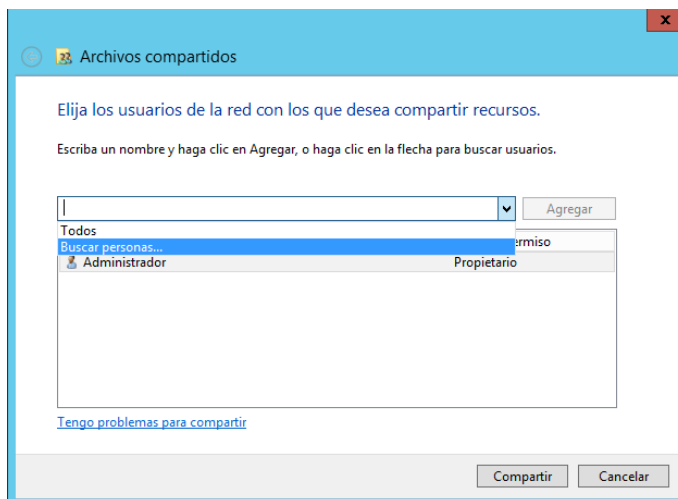 x
Archivos compartidos
Elija los usuarios de la red con los que desea compartir recursos.
Escriba un nombre y haga clic en Agregar, o haga clic en la flecha para buscar usuarios.
Agregar
Todos
Buscar personas...
ermiso
Administrador Propietario
Tengo problemas para compartir
Compartir Cancelar